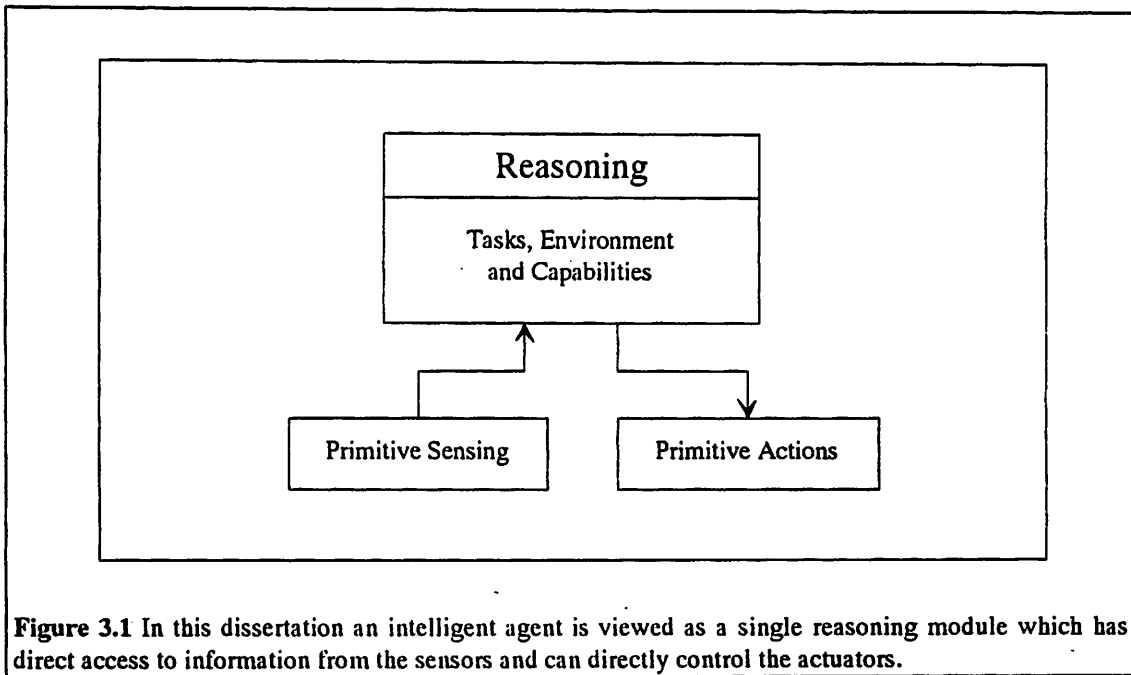 Reasoning
Tasks, Environment
and Capabilities
Primitive Sensing
Primitive Actions
Figure 3.1 In this dissertation an intelligent agent is viewed as a single reasoning module which has
direct access to information from the sensors and can directly control the actuators.